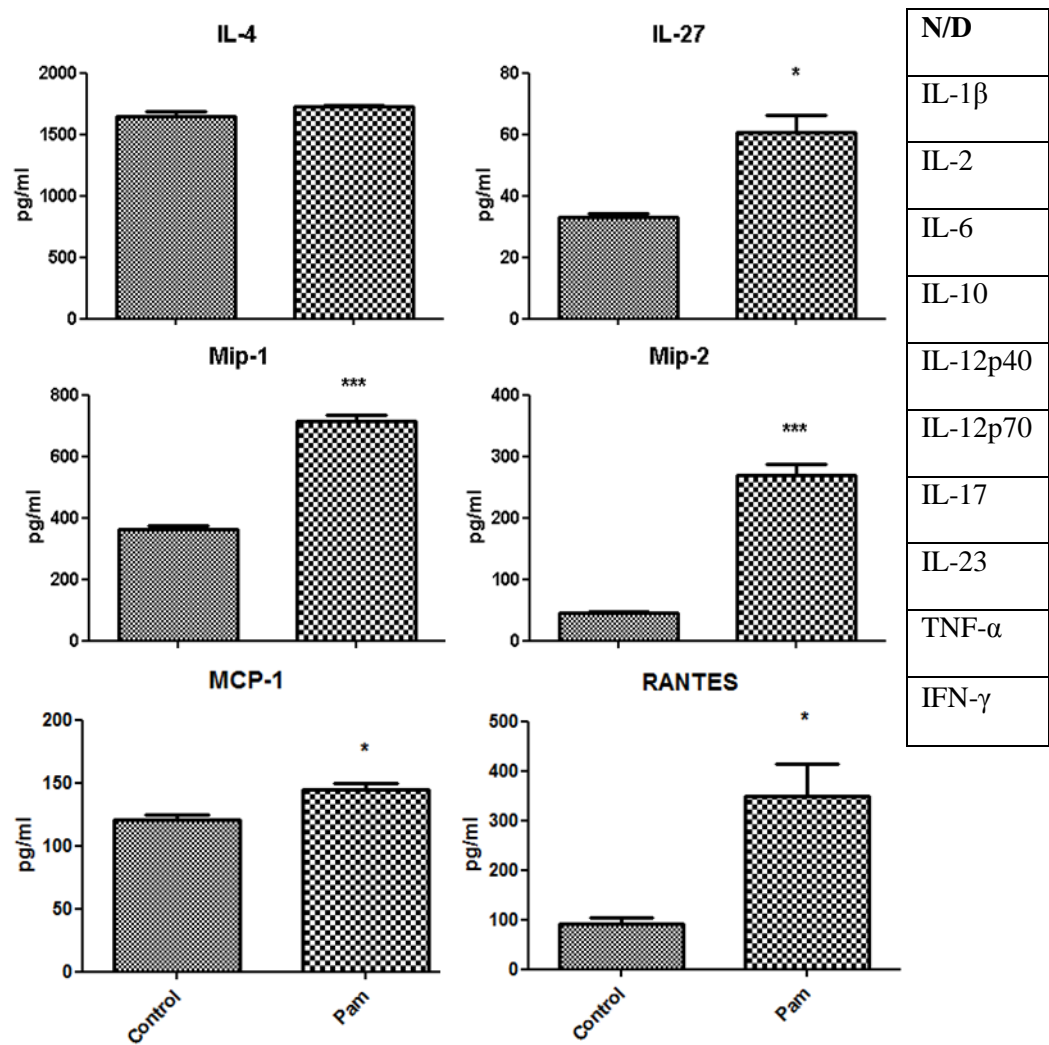 IL-4
2000
1500
1000
500
0
pg/ml
IL-27
*
80
60
40
20
0
pg/ml
Mip-1
***
800
600
400
200
0
pg/ml
Mip-2
***
400
300
200
100
0
pg/ml
MCP-1
*
200
150
100
50
0
pg/ml
Control
Pam
RANTES
*
500
400
300
200
100
0
pg/ml
Control
Pam
N/D
IL-1β
IL-2
IL-6
IL-10
IL-12p40
IL-12p70
IL-17
IL-23
TNF-α
IFN-γ